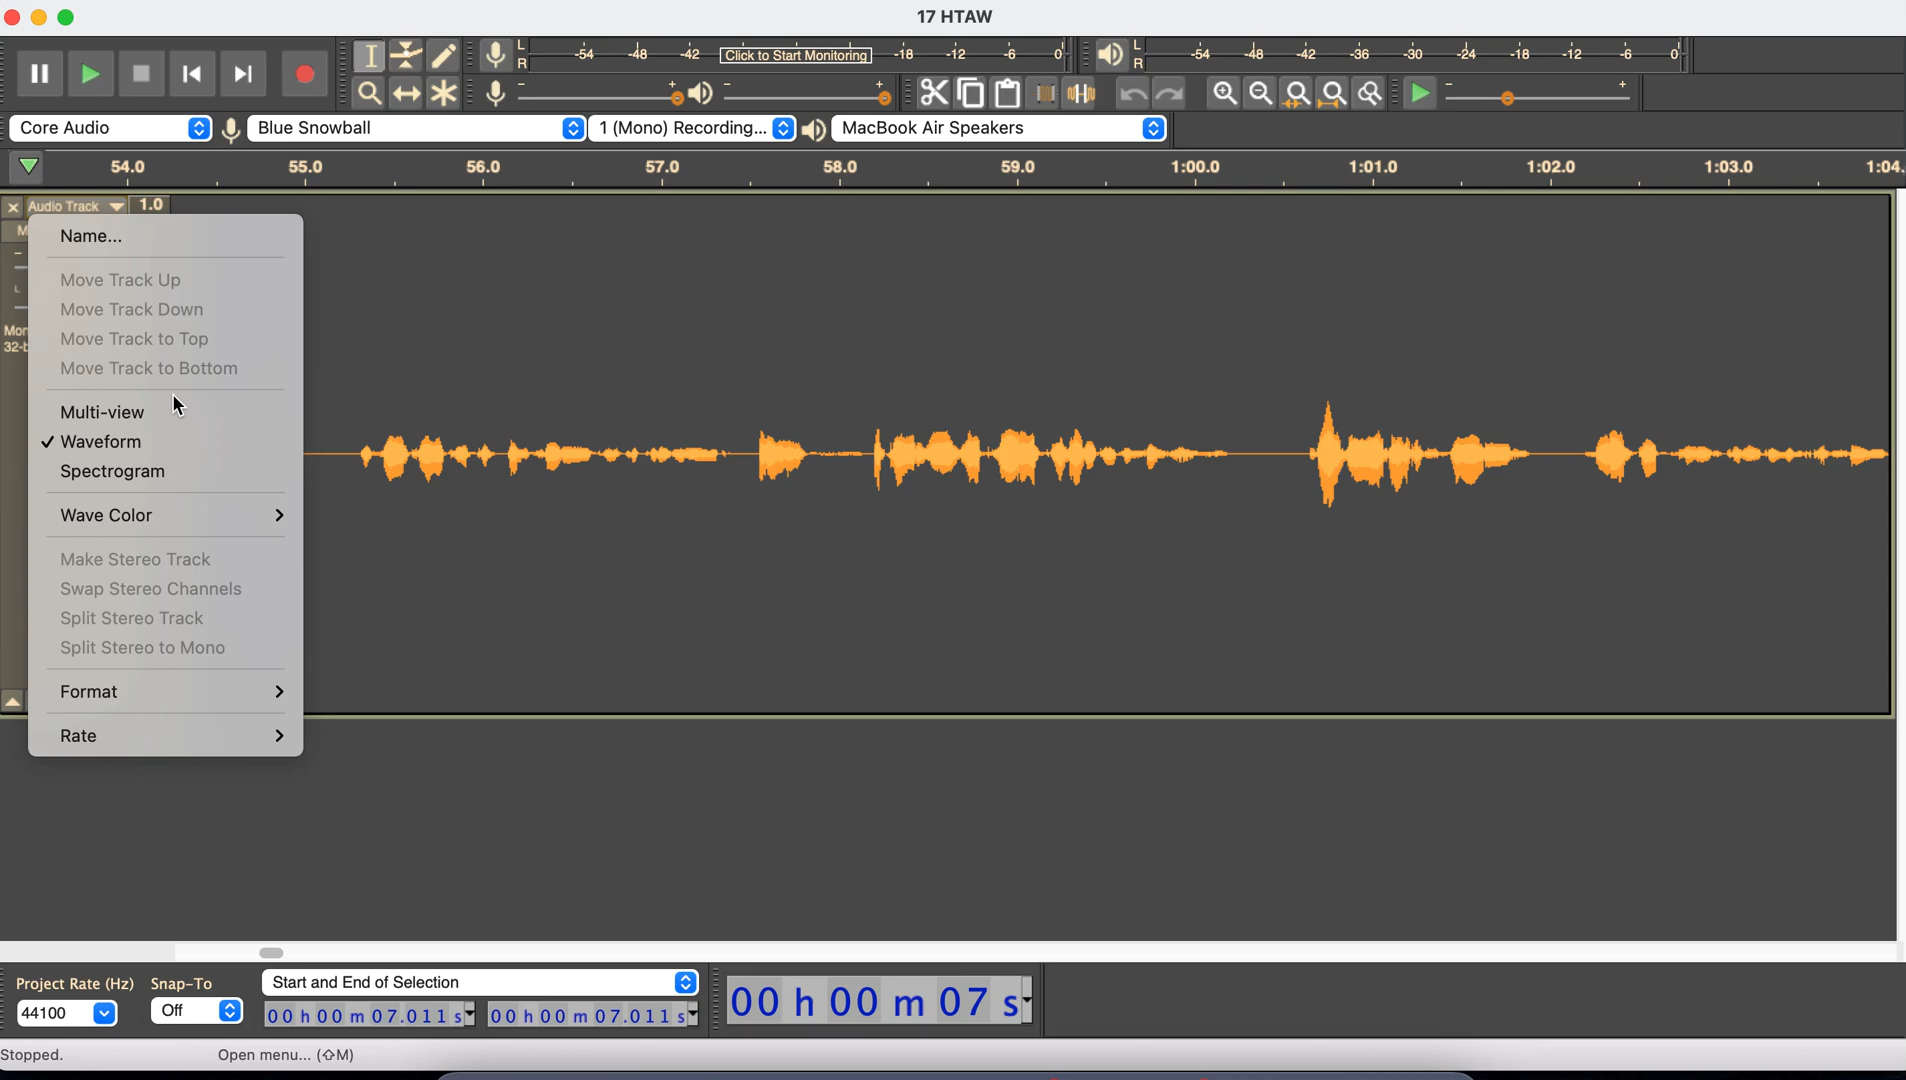 17 HTAW
L
R
-54 -48 -42 Click to Start Monitoring -18 -12 -6 0
L
R
-54 -48 -42 -36 -30 -24 -18 -12 -6 0
- + - + - +
Core Audio Blue Snowball 1 (Mono) Recording... MacBook Air Speakers
54.0 55.0 56.0 57.0 58.0 59.0 1:00.0 1:01.0 1:02.0 1:03.0 1:04.
× Audio Track 1.0
M
Name...
-
Move Track Up
L
Move Track Down
Mon
Move Track to Top
32-b
Move Track to Bottom
Multi-view
✓ Waveform
Spectrogram
Wave Color >
Make Stereo Track
Swap Stereo Channels
Split Stereo Track
Split Stereo to Mono
Format >
Rate >
Project Rate (Hz) Snap-To Start and End of Selection
44100 Off 00 h 00 m 07.011 s 00 h 00 m 07.011 s 00 h 00 m 07 s
Stopped. Open menu... (⇧M)